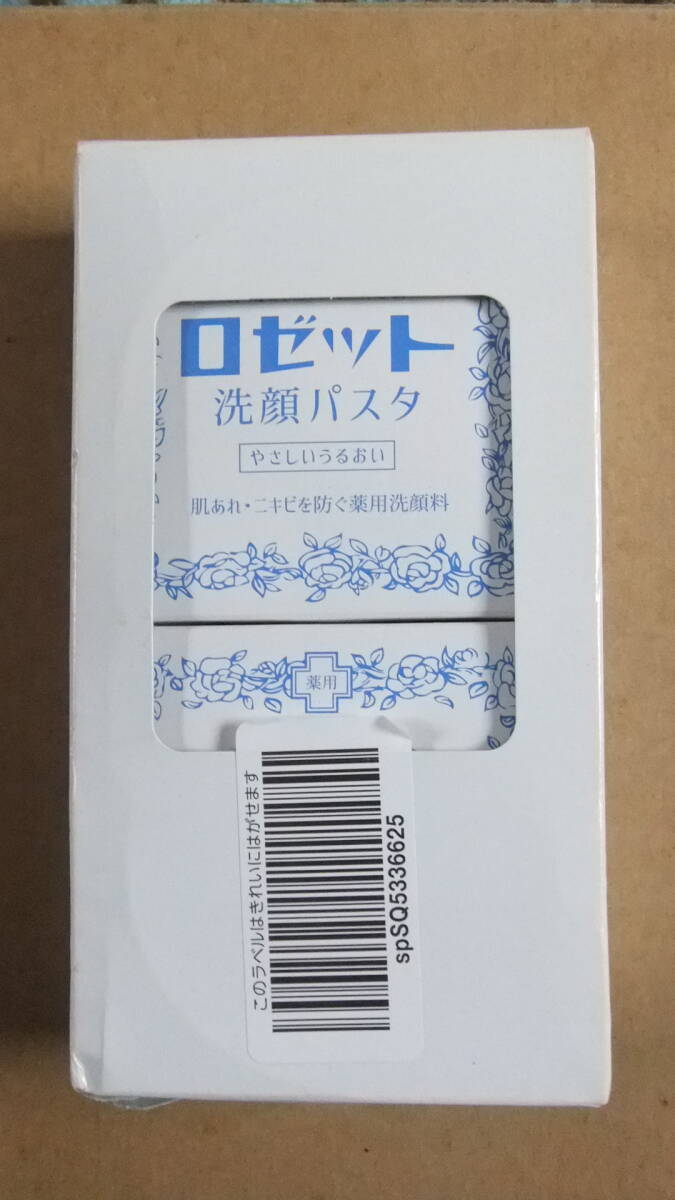 ロゼット
洗顔パスタ
やさしいうるおい
肌あれ・ニキビを防ぐ薬用洗顔料
薬用
このラベルはきれいにはがせます
spSQ5336625